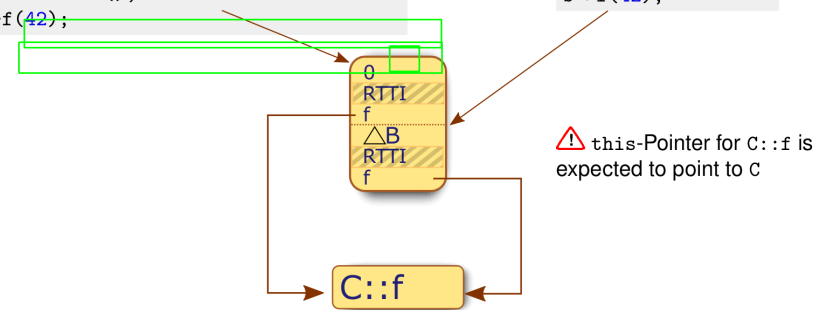 f(42);
0
RTTI
f
△B
RTTI
f
⚠ this-Pointer for C::f is
expected to point to C
C::f